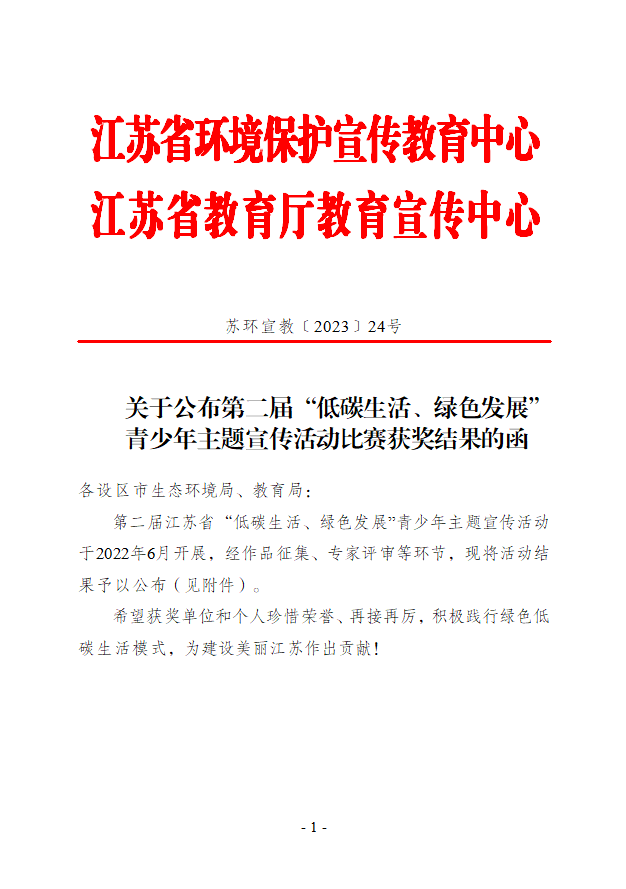 江苏省环境保护宣传教育中心
江苏省教育厅教育宣传中心
苏环宣教〔2023〕24号
关于公布第二届“低碳生活、绿色发展”
青少年主题宣传活动比赛获奖结果的函
各设区市生态环境局、教育局：
第二届江苏省“低碳生活、绿色发展”青少年主题宣传活动
于2022年6月开展，经作品征集、专家评审等环节，现将活动结
果予以公布（见附件）。
希望获奖单位和个人珍惜荣誉、再接再厉，积极践行绿色低
碳生活模式，为建设美丽江苏作出贡献！
- 1 -